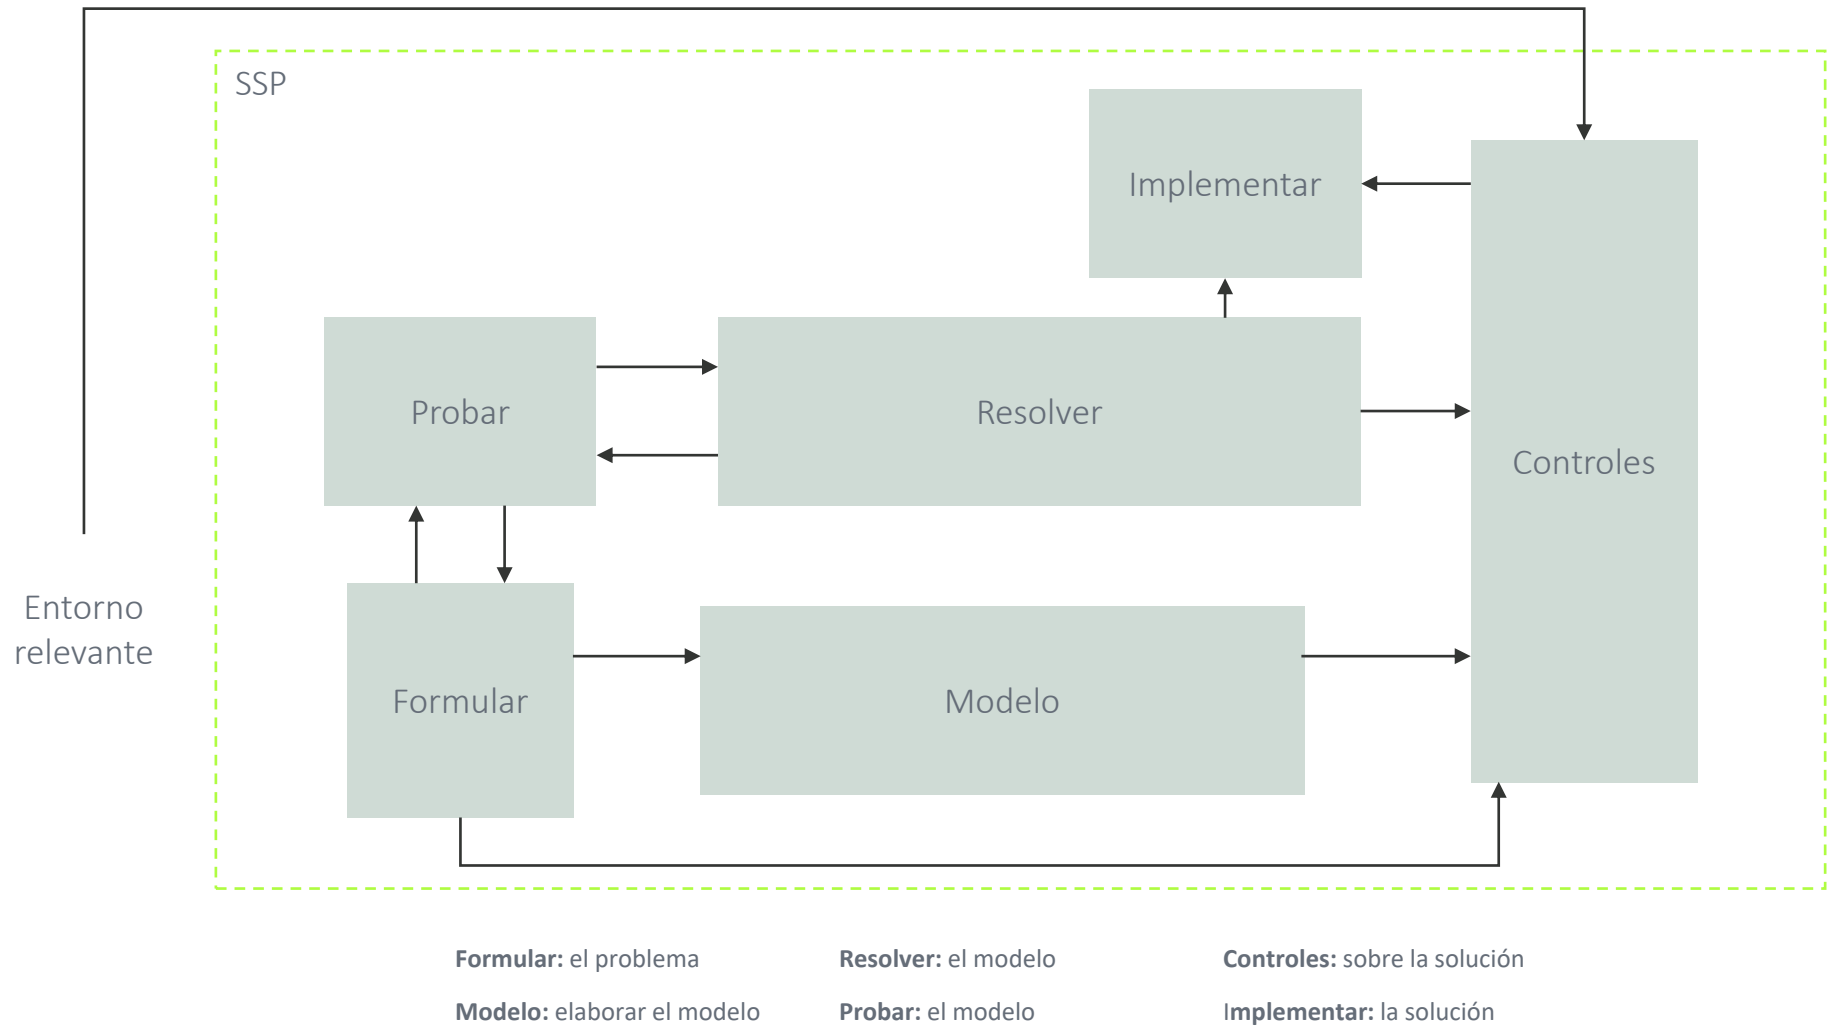 SSP
Implementar
Probar
Resolver
Controles
Entorno
relevante
Formular
Modelo
Formular: el problema
Resolver: el modelo
Controles: sobre la solución
Modelo: elaborar el modelo
Probar: el modelo
Implementar: la solución